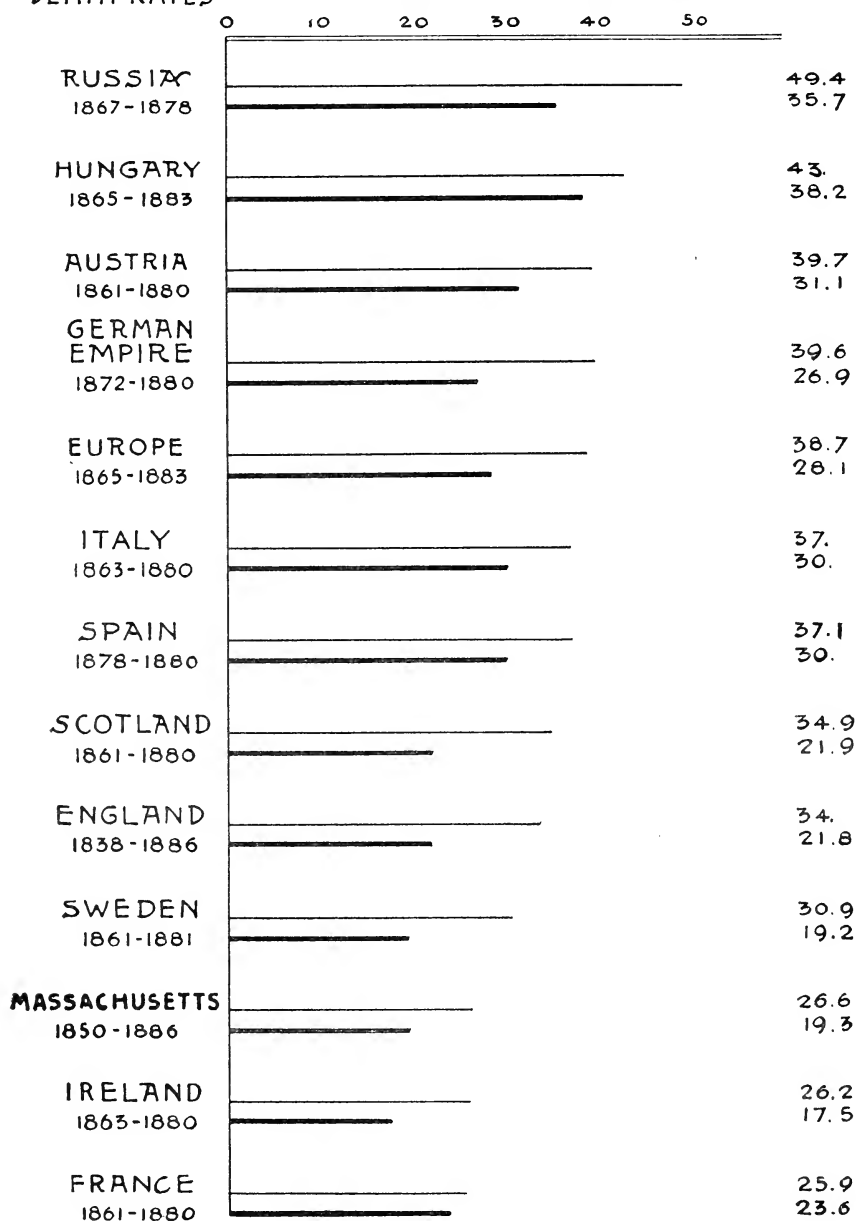 DEATH RATES
0 10 20 30 40 50
RUSSIA 49.4
1867-1878 35.7
HUNGARY 43.
1865-1883 38.2
AUSTRIA 39.7
1861-1880 31.1
GERMAN
EMPIRE 39.6
1872-1880 26.9
EUROPE 38.7
1865-1883 28.1
ITALY 37.
1863-1880 30.
SPAIN 37.1
1878-1880 30.
SCOTLAND 34.9
1861-1880 21.9
ENGLAND 34.
1838-1886 21.8
SWEDEN 30.9
1861-1881 19.2
MASSACHUSETTS 26.6
1850-1886 19.3
IRELAND 26.2
1863-1880 17.5
FRANCE 25.9
1861-1880 23.6